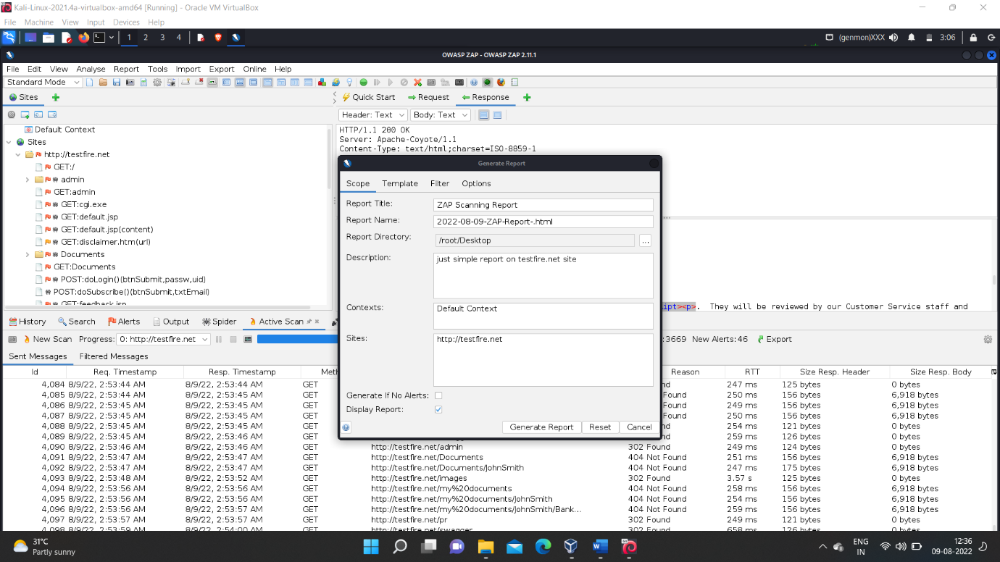 Kali-Linux-2021.4a-virtualbox-amd64 [Running] - Oracle VM VirtualBox
File Machine View Input Devices Help
1 2 3 4 (genmon)XXX 3:06
OWASP ZAP - OWASP ZAP 2.11.1
File Edit View Analyse Report Tools Import Export Online Help
Standard Mode
Sites Quick Start Request Response
Header: Text Body: Text
Default Context
Sites
http://testfire.net
GET:/
admin
GET:admin
GET:cgi.exe
GET:default.jsp
GET:default.jsp(content)
GET:disclaimer.htm(url)
Documents
GET:Documents
POST:doLogin()(btnSubmit,passw,uid)
POST:doSubscribe()(btnSubmit,txtEmail)
GET:feedback.jsp
HTTP/1.1 200 OK
Server: Apache-Coyote/1.1
Content-Type: text/html;charset=ISO-8859-1
ipt><p>. They will be reviewed by our Customer Service staff and
Generate Report
Scope Template Filter Options
Report Title: ZAP Scanning Report
Report Name: 2022-08-09-ZAP-Report-.html
Report Directory: /root/Desktop ...
Description: just simple report on testfire.net site
Contexts: Default Context
Sites: http://testfire.net
Generate If No Alerts:
Display Report:
Generate Report Reset Cancel
History Search Alerts Output Spider Active Scan
New Scan Progress: 0: http://testfire.net :3669 New Alerts: 46 Export
Sent Messages Filtered Messages
Id Req. Timestamp Resp. Timestamp Meth Reason RTT Size Resp. Header Size Resp. Body
4,084 8/9/22, 2:53:44 AM 8/9/22, 2:53:44 AM GET nd 247 ms 125 bytes 0 bytes
4,085 8/9/22, 2:53:44 AM 8/9/22, 2:53:45 AM GET Found 250 ms 156 bytes 6,918 bytes
4,086 8/9/22, 2:53:45 AM 8/9/22, 2:53:45 AM GET Found 249 ms 156 bytes 6,918 bytes
4,087 8/9/22, 2:53:45 AM 8/9/22, 2:53:45 AM GET Found 250 ms 156 bytes 6,918 bytes
4,088 8/9/22, 2:53:45 AM 8/9/22, 2:53:45 AM GET nd 254 ms 121 bytes 0 bytes
4,089 8/9/22, 2:53:45 AM 8/9/22, 2:53:46 AM GET nd 259 ms 126 bytes 0 bytes
4,090 8/9/22, 2:53:46 AM 8/9/22, 2:53:46 AM GET http://testfire.net/admin 302 Found 249 ms 124 bytes 0 bytes
4,091 8/9/22, 2:53:47 AM 8/9/22, 2:53:47 AM GET http://testfire.net/Documents 404 Not Found 251 ms 156 bytes 6,918 bytes
4,092 8/9/22, 2:53:47 AM 8/9/22, 2:53:47 AM GET http://testfire.net/Documents/JohnSmith 404 Not Found 247 ms 175 bytes 6,918 bytes
4,093 8/9/22, 2:53:48 AM 8/9/22, 2:53:52 AM GET http://testfire.net/images 302 Found 3.57 s 125 bytes 0 bytes
4,094 8/9/22, 2:53:56 AM 8/9/22, 2:53:56 AM GET http://testfire.net/my%20documents 404 Not Found 258 ms 156 bytes 6,918 bytes
4,095 8/9/22, 2:53:56 AM 8/9/22, 2:53:56 AM GET http://testfire.net/my%20documents/JohnSmith 404 Not Found 254 ms 156 bytes 6,918 bytes
4,096 8/9/22, 2:53:56 AM 8/9/22, 2:53:57 AM GET http://testfire.net/my%20documents/JohnSmith/Bank... 404 Not Found 259 ms 156 bytes 6,918 bytes
4,097 8/9/22, 2:53:57 AM 8/9/22, 2:53:57 AM GET http://testfire.net/pr 302 Found 249 ms 121 bytes 0 bytes
4,098 8/9/22, 2:53:59 AM 8/9/22, 2:54:00 AM GET http://testfire.net/swagger 302 Found 658 ms 126 bytes 0 bytes
31°C
Partly sunny
ENG
IN
12:36
09-08-2022